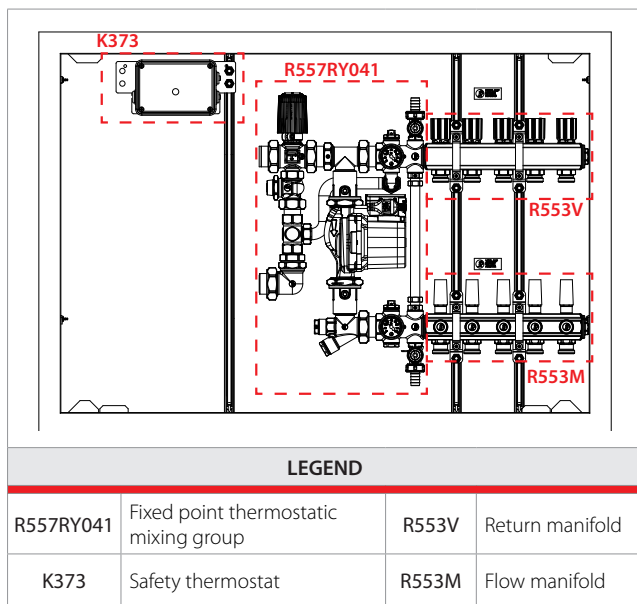 K373
R557RY041
R553V
R553M
LEGEND
R557RY041 Fixed point thermostatic mixing group R553V Return manifold
K373 Safety thermostat R553M Flow manifold